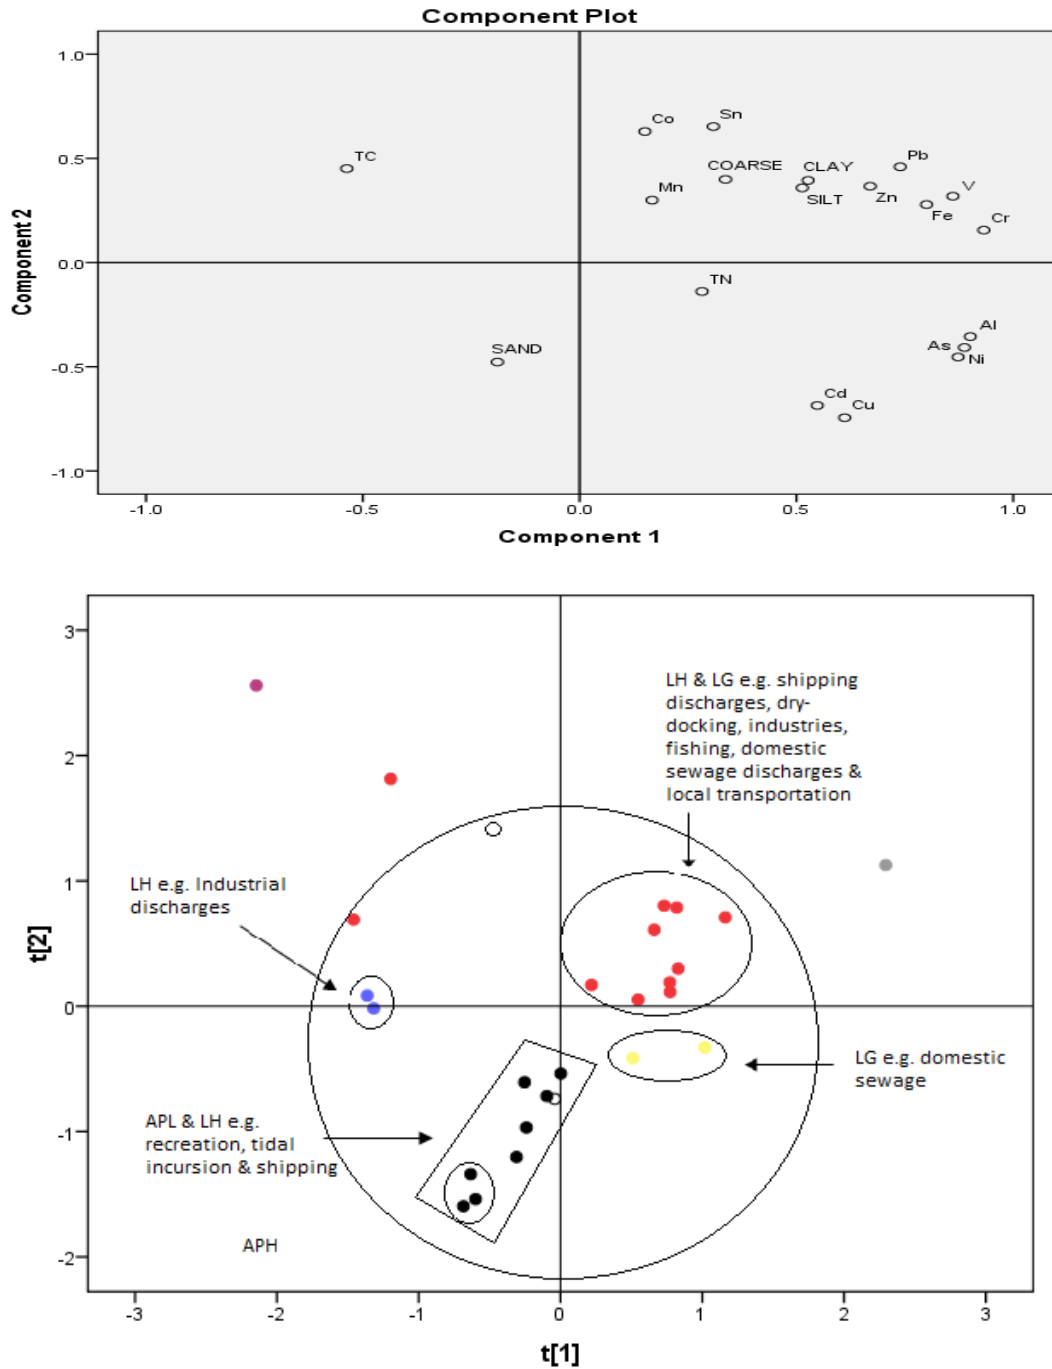 Component Plot
1.0
0.5
0.0
-0.5
-1.0
Component 2
TC
Co
Sn
Mn
COARSE
CLAY
SILT
Pb
Zn
V
Fe
Cr
TN
SAND
Al
As
Ni
Cd
Cu
-1.0 -0.5 0.0 0.5 1.0
Component 1
3
2
1
0
-1
-2
t[2]
LH & LG e.g. shipping
discharges, dry-
docking, industries,
fishing, domestic
sewage discharges &
local transportation
LH e.g. Industrial
discharges
LG e.g. domestic
sewage
APL & LH e.g.
recreation, tidal
incursion & shipping
APH
-3 -2 -1 0 1 2 3
t[1]